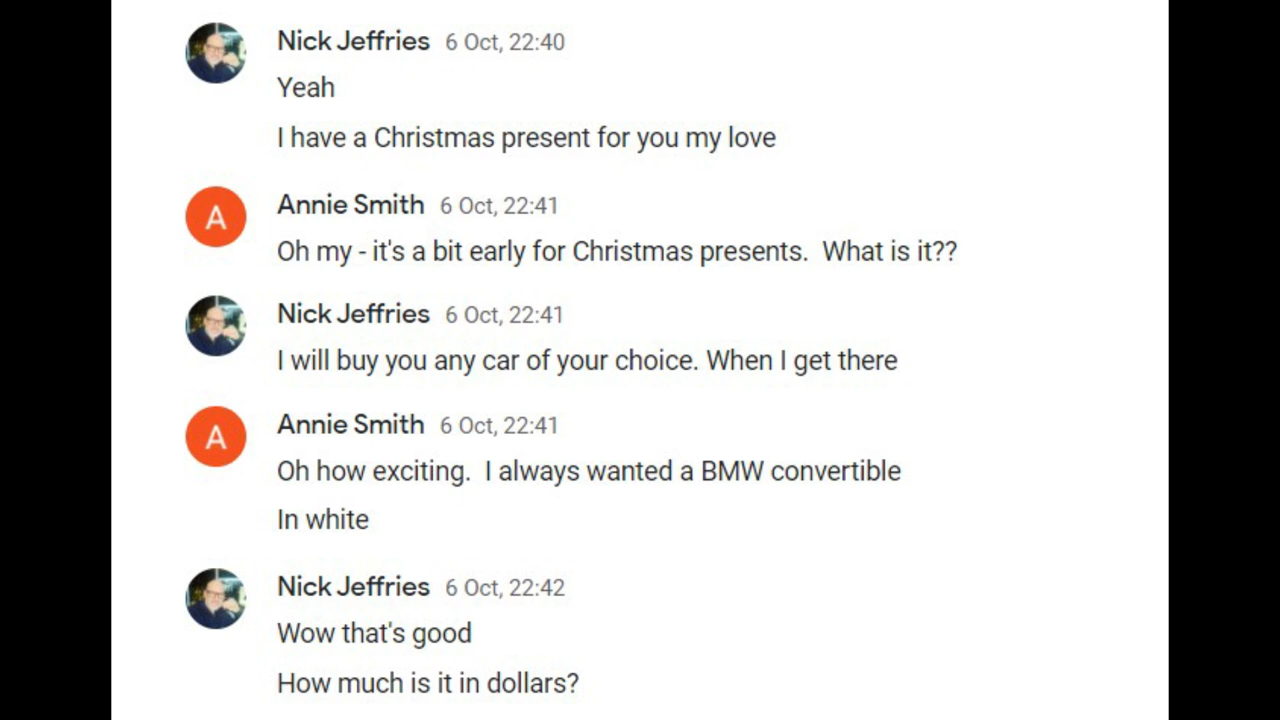 Nick Jeffries 6 Oct, 22:40
Yeah
I have a Christmas present for you my love
A
Annie Smith 6 Oct, 22:41
Oh my - it's a bit early for Christmas presents.  What is it??
Nick Jeffries 6 Oct, 22:41
I will buy you any car of your choice. When I get there
A
Annie Smith 6 Oct, 22:41
Oh how exciting.  I always wanted a BMW convertible
In white
Nick Jeffries 6 Oct, 22:42
Wow that's good
How much is it in dollars?